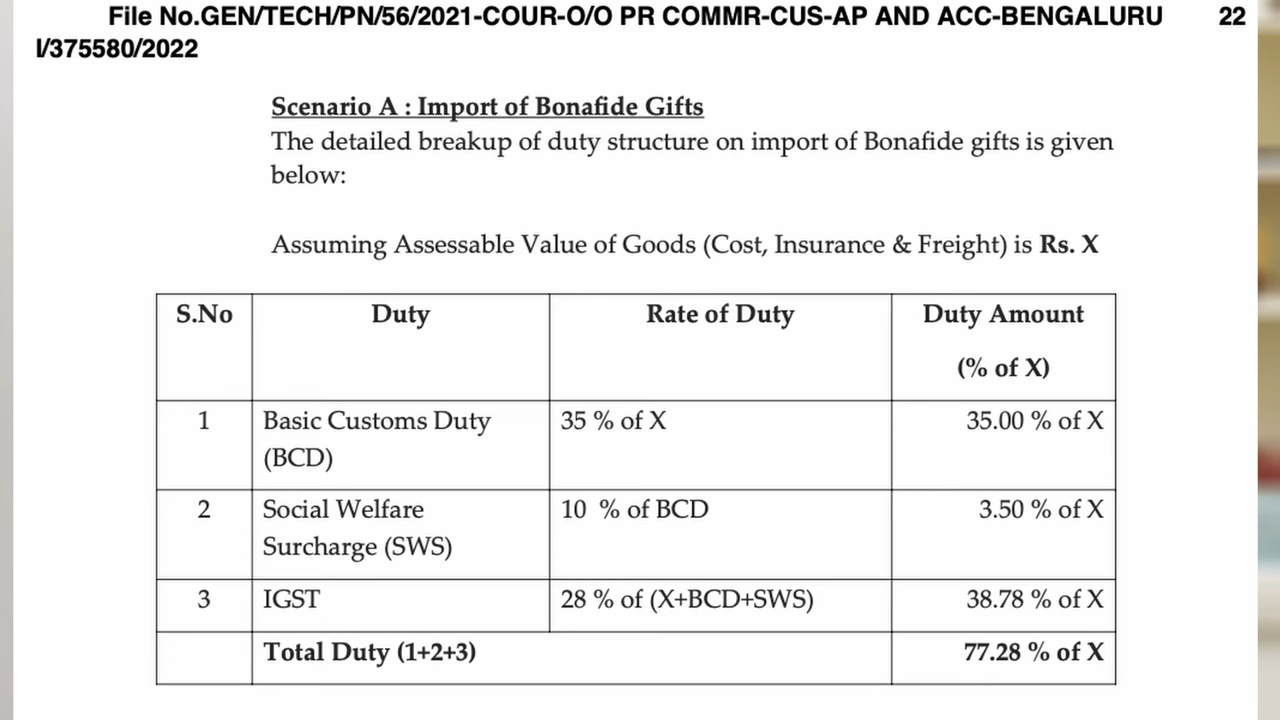 File No.GEN/TECH/PN/56/2021-COUR-O/O PR COMMR-CUS-AP AND ACC-BENGALURU 22
I/375580/2022
Scenario A : Import of Bonafide Gifts
The detailed breakup of duty structure on import of Bonafide gifts is given
below:
Assuming Assessable Value of Goods (Cost, Insurance & Freight) is Rs. X
S.No Duty Rate of Duty Duty Amount
(% of X)
1 Basic Customs Duty 35 % of X 35.00 % of X
(BCD)
2 Social Welfare 10 % of BCD 3.50 % of X
Surcharge (SWS)
3 IGST 28 % of (X+BCD+SWS) 38.78 % of X
Total Duty (1+2+3) 77.28 % of X